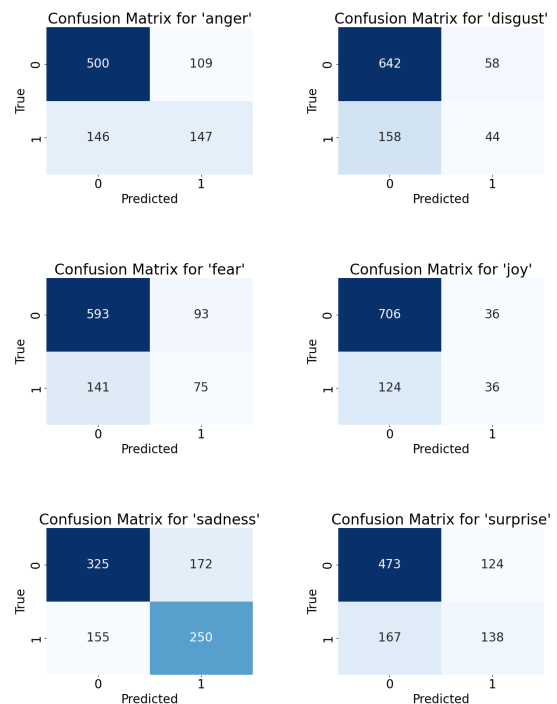 Confusion Matrix for 'anger'
0 500 109
True
1 146 147
0 1
Predicted
Confusion Matrix for 'disgust'
0 642 58
True
1 158 44
0 1
Predicted
Confusion Matrix for 'fear'
0 593 93
True
1 141 75
0 1
Predicted
Confusion Matrix for 'joy'
0 706 36
True
1 124 36
0 1
Predicted
Confusion Matrix for 'sadness'
0 325 172
True
1 155 250
0 1
Predicted
Confusion Matrix for 'surprise'
0 473 124
True
1 167 138
0 1
Predicted